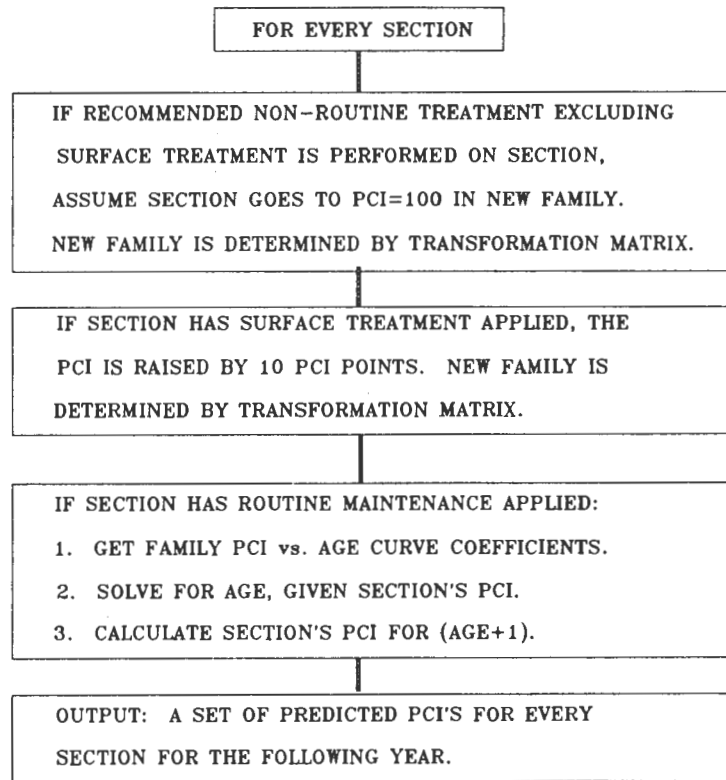 FOR EVERY SECTION
IF RECOMMENDED NON-ROUTINE TREATMENT EXCLUDING
SURFACE TREATMENT IS PERFORMED ON SECTION,
ASSUME SECTION GOES TO PCI=100 IN NEW FAMILY.
NEW FAMILY IS DETERMINED BY TRANSFORMATION MATRIX.
IF SECTION HAS SURFACE TREATMENT APPLIED, THE
PCI IS RAISED BY 10 PCI POINTS. NEW FAMILY IS
DETERMINED BY TRANSFORMATION MATRIX.
IF SECTION HAS ROUTINE MAINTENANCE APPLIED:
1. GET FAMILY PCI vs. AGE CURVE COEFFICIENTS.
2. SOLVE FOR AGE, GIVEN SECTION'S PCI.
3. CALCULATE SECTION'S PCI FOR (AGE+1).
OUTPUT: A SET OF PREDICTED PCI'S FOR EVERY
SECTION FOR THE FOLLOWING YEAR.